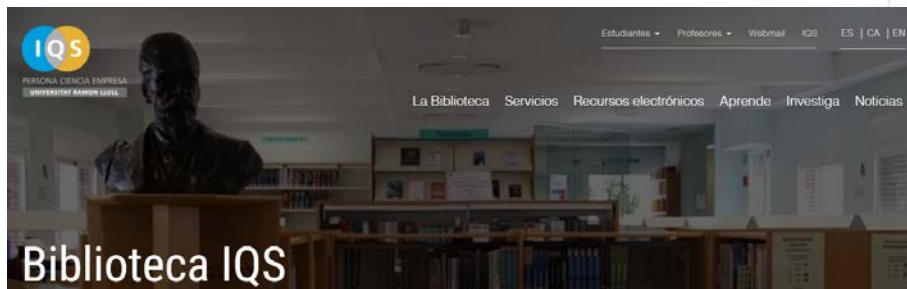 Estudiantes Profesores Webmail IQS ES | CA | EN
IQS
PERSONA CIENCIA EMPRESA
UNIVERSITAT RAMON LLULL
La Biblioteca Servicios Recursos electrónicos Aprende Investiga Noticias
Biblioteca IQS